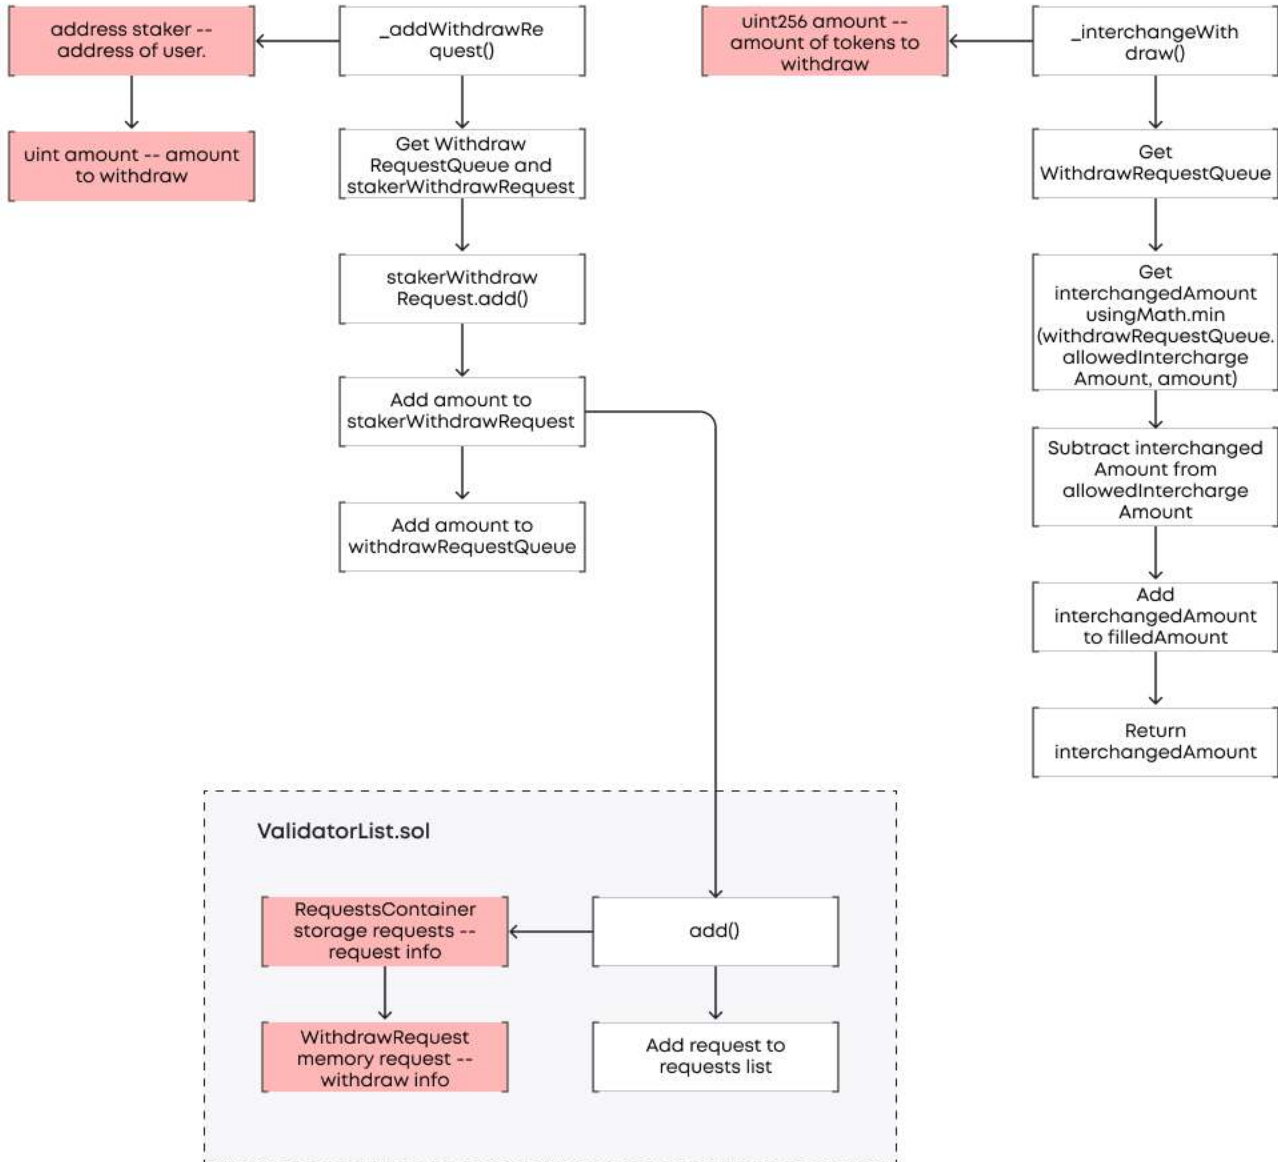 address staker --
address of user.
uint amount -- amount
to withdraw
_addWithdrawRe
quest()
Get Withdraw
RequestQueue and
stakerWithdrawRequest
stakerWithdraw
Request.add()
Add amount to
stakerWithdrawRequest
Add amount to
withdrawRequestQueue
uint256 amount --
amount of tokens to
withdraw
_interchangeWith
draw()
Get
WithdrawRequestQueue
Get
interchangedAmount
usingMath.min
(withdrawRequestQueue.
allowedIntercharge
Amount, amount)
Subtract interchanged
Amount from
allowedIntercharge
Amount
Add
interchangedAmount
to filledAmount
Return
interchangedAmount
ValidatorList.sol
RequestsContainer
storage requests --
request info
WithdrawRequest
memory request --
withdraw info
add()
Add request to
requests list